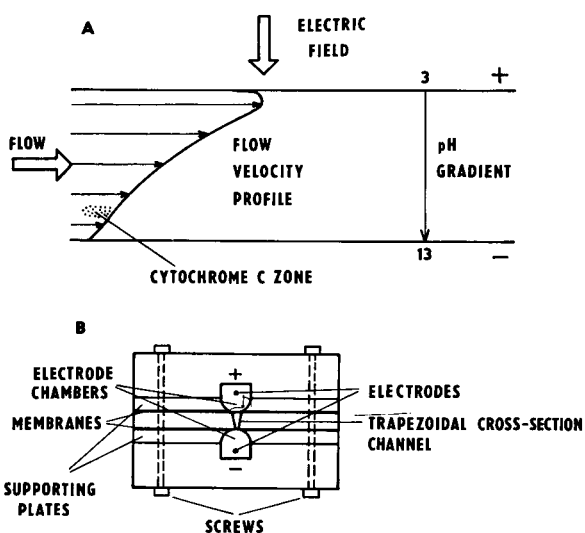 A
ELECTRIC
FIELD
3 +
FLOW
FLOW
VELOCITY
PROFILE
pH
GRADIENT
13 −
CYTOCHROME C ZONE
B
ELECTRODE
CHAMBERS
+
ELECTRODES
MEMBRANES
TRAPEZOIDAL CROSS-SECTION
CHANNEL
−
SUPPORTING
PLATES
SCREWS